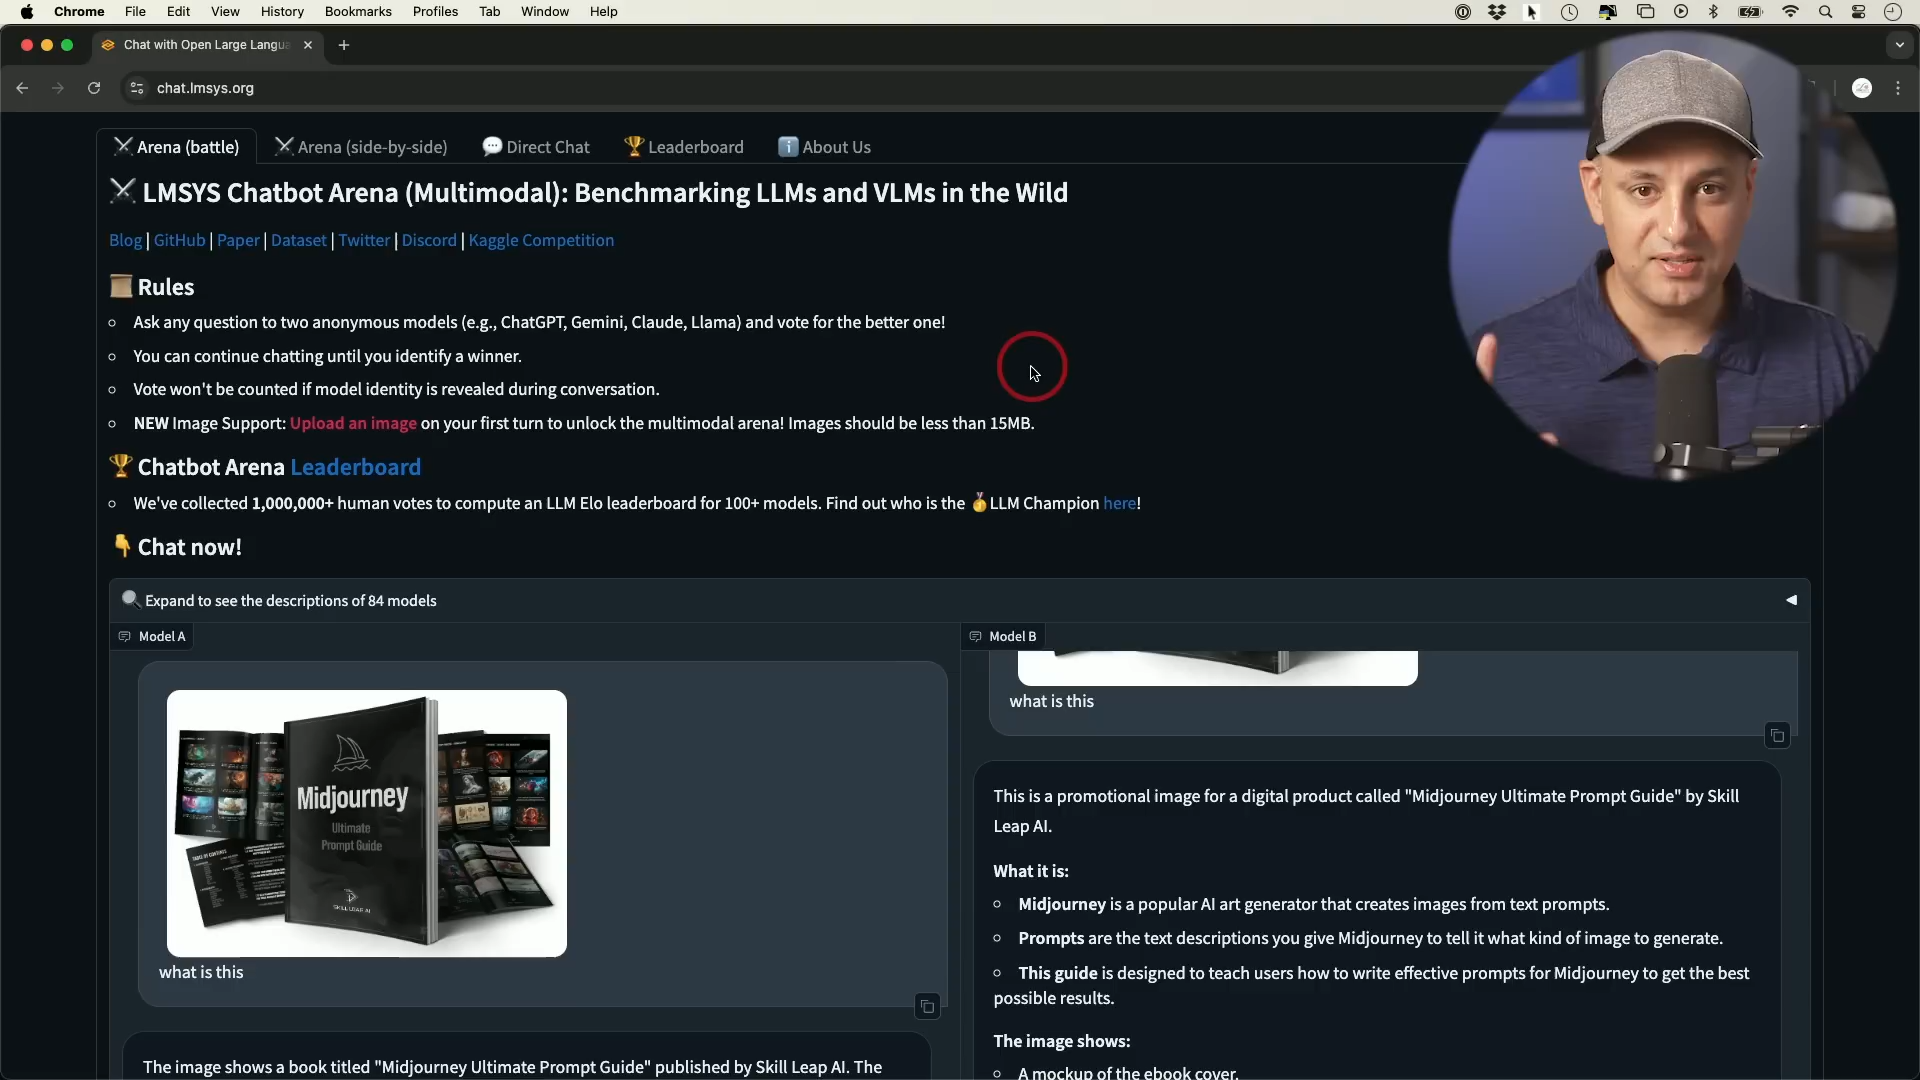 Chrome File Edit View History Bookmarks Profiles Tab Window Help
Chat with Open Large Langua
chat.lmsys.org
Arena (battle) Arena (side-by-side) Direct Chat Leaderboard About Us
LMSYS Chatbot Arena (Multimodal): Benchmarking LLMs and VLMs in the Wild
Blog | GitHub | Paper | Dataset | Twitter | Discord | Kaggle Competition
Rules
Ask any question to two anonymous models (e.g., ChatGPT, Gemini, Claude, Llama) and vote for the better one!
You can continue chatting until you identify a winner.
Vote won't be counted if model identity is revealed during conversation.
NEW Image Support: Upload an image on your first turn to unlock the multimodal arena! Images should be less than 15MB.
Chatbot Arena Leaderboard
We've collected 1,000,000+ human votes to compute an LLM Elo leaderboard for 100+ models. Find out who is the 🥇LLM Champion here!
Chat now!
Expand to see the descriptions of 84 models
Model A
Midjourney
Ultimate
Prompt Guide
SKILL LEAP AI
TABLE OF CONTENTS
what is this
The image shows a book titled "Midjourney Ultimate Prompt Guide" published by Skill Leap AI. The
Model B
what is this
This is a promotional image for a digital product called "Midjourney Ultimate Prompt Guide" by Skill
Leap AI.
What it is:
Midjourney is a popular AI art generator that creates images from text prompts.
Prompts are the text descriptions you give Midjourney to tell it what kind of image to generate.
This guide is designed to teach users how to write effective prompts for Midjourney to get the best
possible results.
The image shows:
A mockup of the ebook cover.